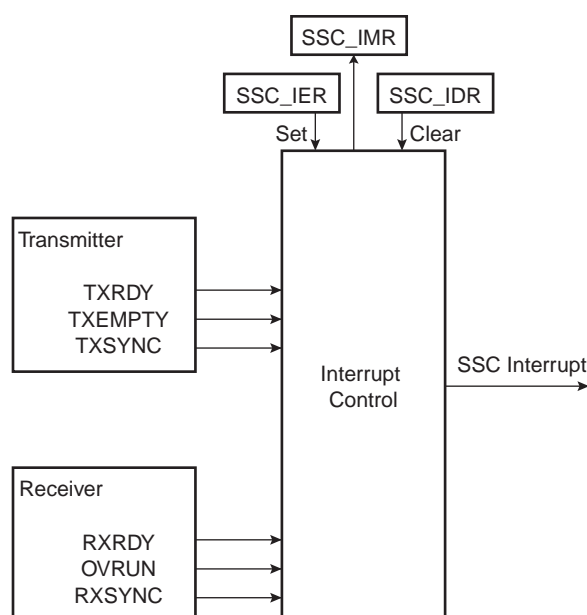 SSC_IMR
SSC_IER
SSC_IDR
Set
Clear
Transmitter
TXRDY
TXEMPTY
TXSYNC
Interrupt
Control
SSC Interrupt
Receiver
RXRDY
OVRUN
RXSYNC